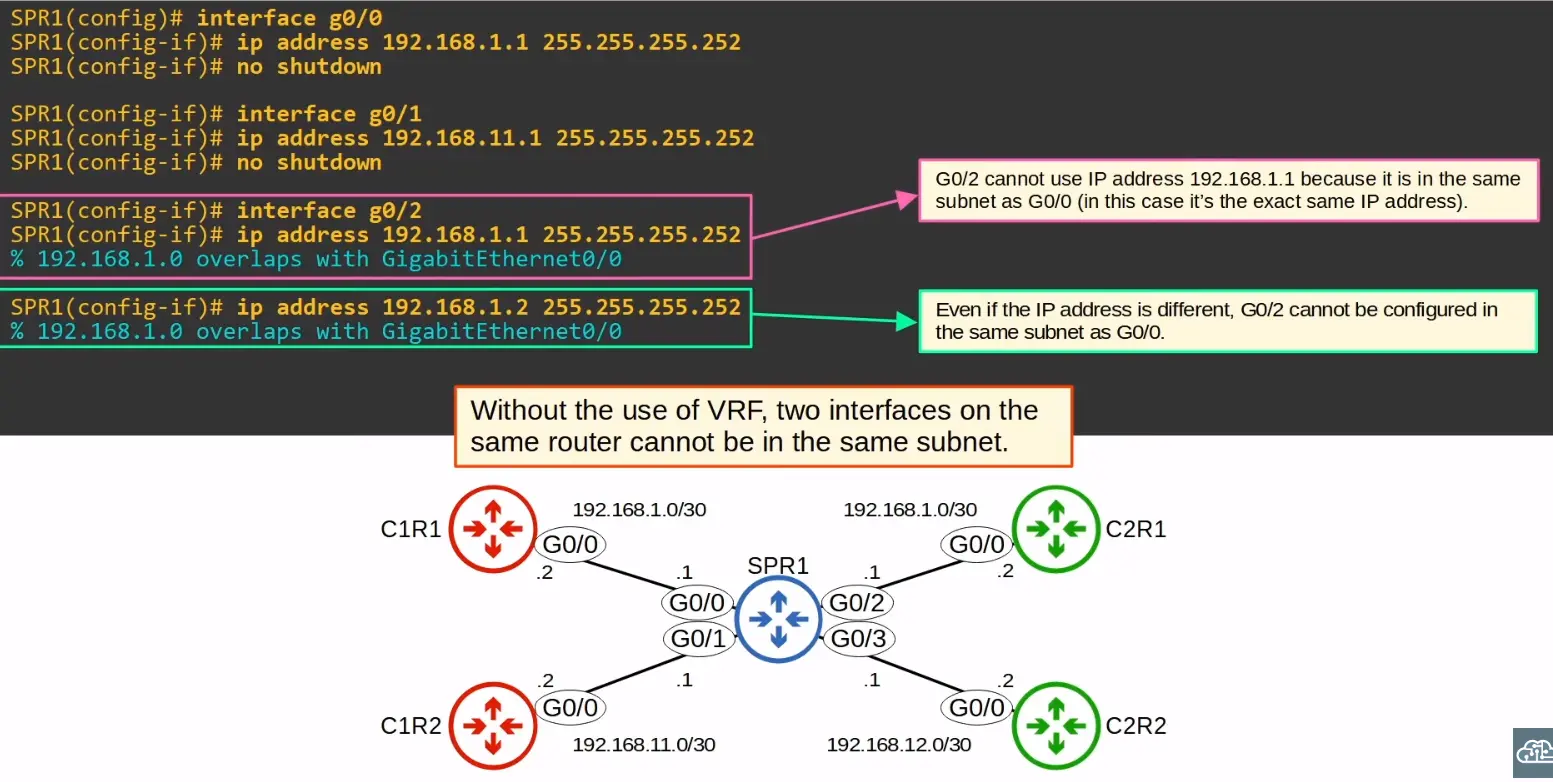 SPR1(config)# interface g0/0
SPR1(config-if)# ip address 192.168.1.1 255.255.255.252
SPR1(config-if)# no shutdown
SPR1(config-if)# interface g0/1
SPR1(config-if)# ip address 192.168.11.1 255.255.255.252
SPR1(config-if)# no shutdown
SPR1(config-if)# interface g0/2
SPR1(config-if)# ip address 192.168.1.1 255.255.255.252
% 192.168.1.0 overlaps with GigabitEthernet0/0
G0/2 cannot use IP address 192.168.1.1 because it is in the same
subnet as G0/0 (in this case it’s the exact same IP address).
SPR1(config-if)# ip address 192.168.1.2 255.255.255.252
% 192.168.1.0 overlaps with GigabitEthernet0/0
Even if the IP address is different, G0/2 cannot be configured in
the same subnet as G0/0.
Without the use of VRF, two interfaces on the
same router cannot be in the same subnet.
192.168.1.0/30
192.168.1.0/30
C1R1
C2R1
G0/0
G0/0
.2
.1
SPR1
.1
.2
G0/0
G0/2
G0/1
G0/3
.2
.1
.1
.2
G0/0
G0/0
C1R2
C2R2
192.168.11.0/30
192.168.12.0/30